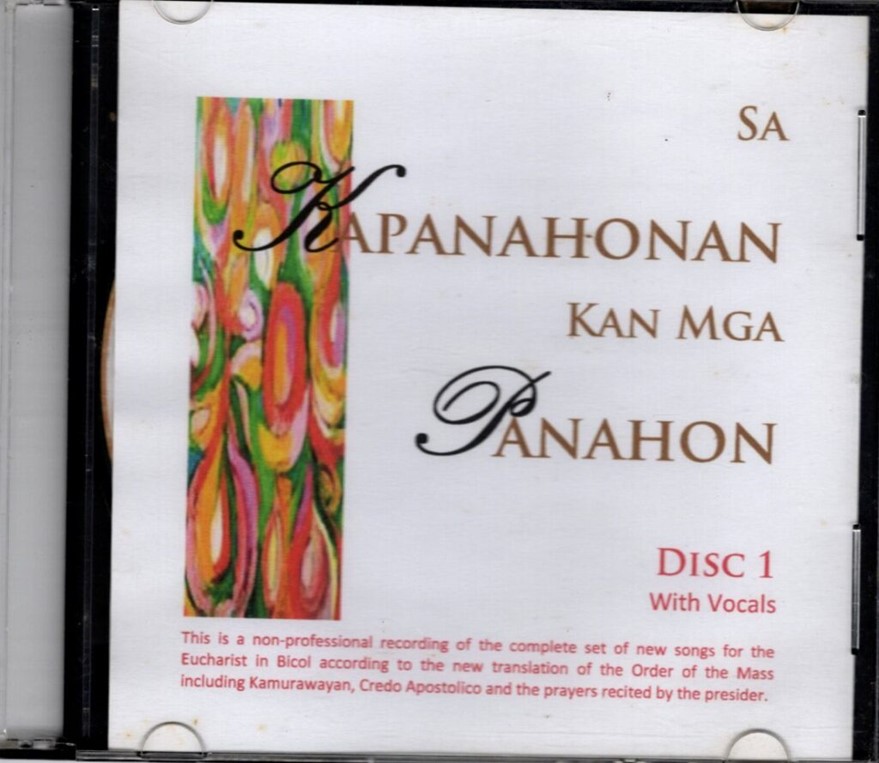 Sa
Kapanahonan
Kan Mga
Panahon
Disc 1
With Vocals
This is a non-professional recording of the complete set of new songs for the
Eucharist in Bicol according to the new translation of the Order of the Mass
including Kamurawayan, Credo Apostolico and the prayers recited by the presider.